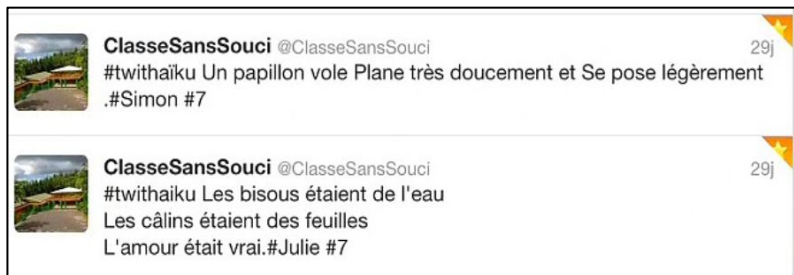 ClasseSansSouci @ClasseSansSouci 29j
#twithaïku Un papillon vole Plane très doucement et Se pose légèrement
.#Simon #7
ClasseSansSouci @ClasseSansSouci 29j
#twithaiku Les bisous étaient de l'eau
Les câlins étaient des feuilles
L'amour était vrai.#Julie #7